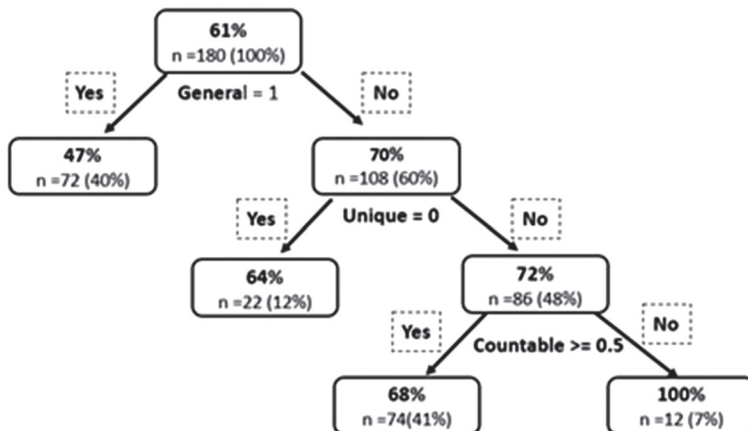 61%
n =180 (100%)
Yes
General = 1
No
47%
n =72 (40%)
70%
n =108 (60%)
Yes
Unique = 0
No
64%
n =22 (12%)
72%
n =86 (48%)
Yes
Countable >= 0.5
No
68%
n =74(41%)
100%
n =12 (7%)